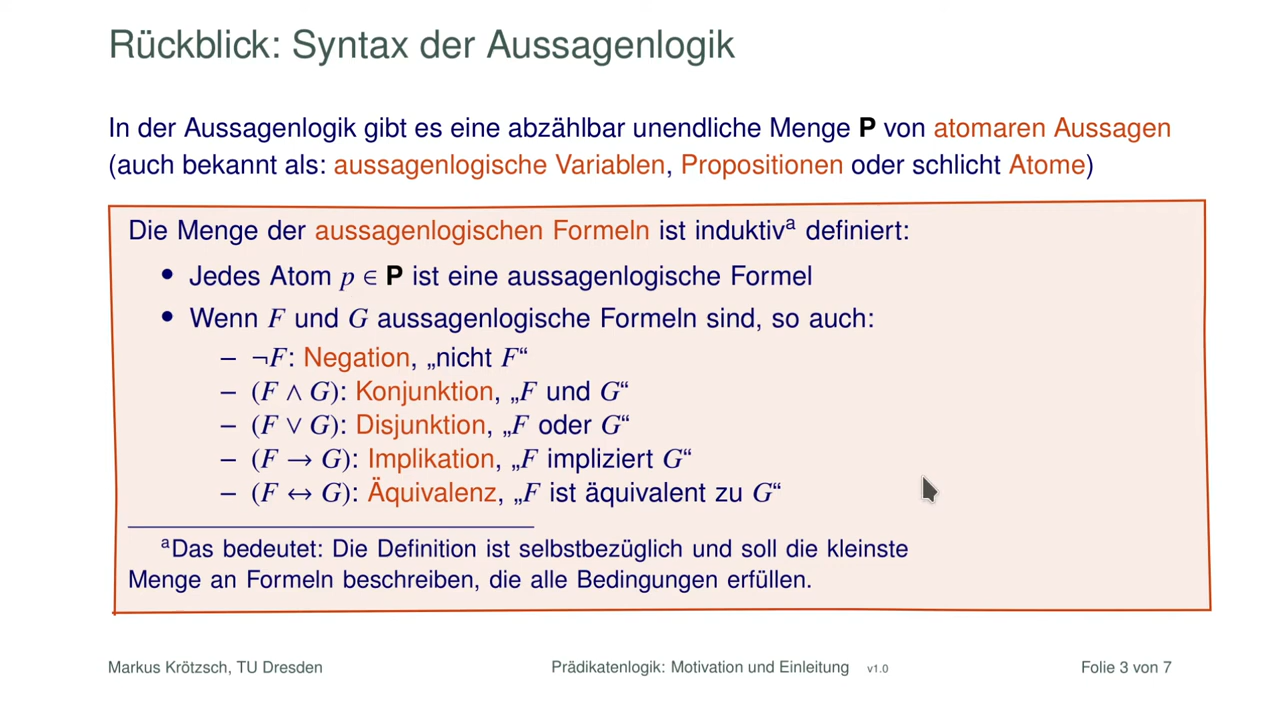 Rückblick: Syntax der Aussagenlogik
In der Aussagenlogik gibt es eine abzählbar unendliche Menge P von atomaren Aussagen
(auch bekannt als: aussagenlogische Variablen, Propositionen oder schlicht Atome)
Die Menge der aussagenlogischen Formeln ist induktivᵃ definiert:
• Jedes Atom p ∈ P ist eine aussagenlogische Formel
• Wenn F und G aussagenlogische Formeln sind, so auch:
– ¬F: Negation, „nicht F“
– (F ∧ G): Konjunktion, „F und G“
– (F ∨ G): Disjunktion, „F oder G“
– (F → G): Implikation, „F impliziert G“
– (F ↔ G): Äquivalenz, „F ist äquivalent zu G“
ᵃDas bedeutet: Die Definition ist selbstbezüglich und soll die kleinste
Menge an Formeln beschreiben, die alle Bedingungen erfüllen.
Markus Krötzsch, TU Dresden
Prädikatenlogik: Motivation und Einleitung v1.0
Folie 3 von 7